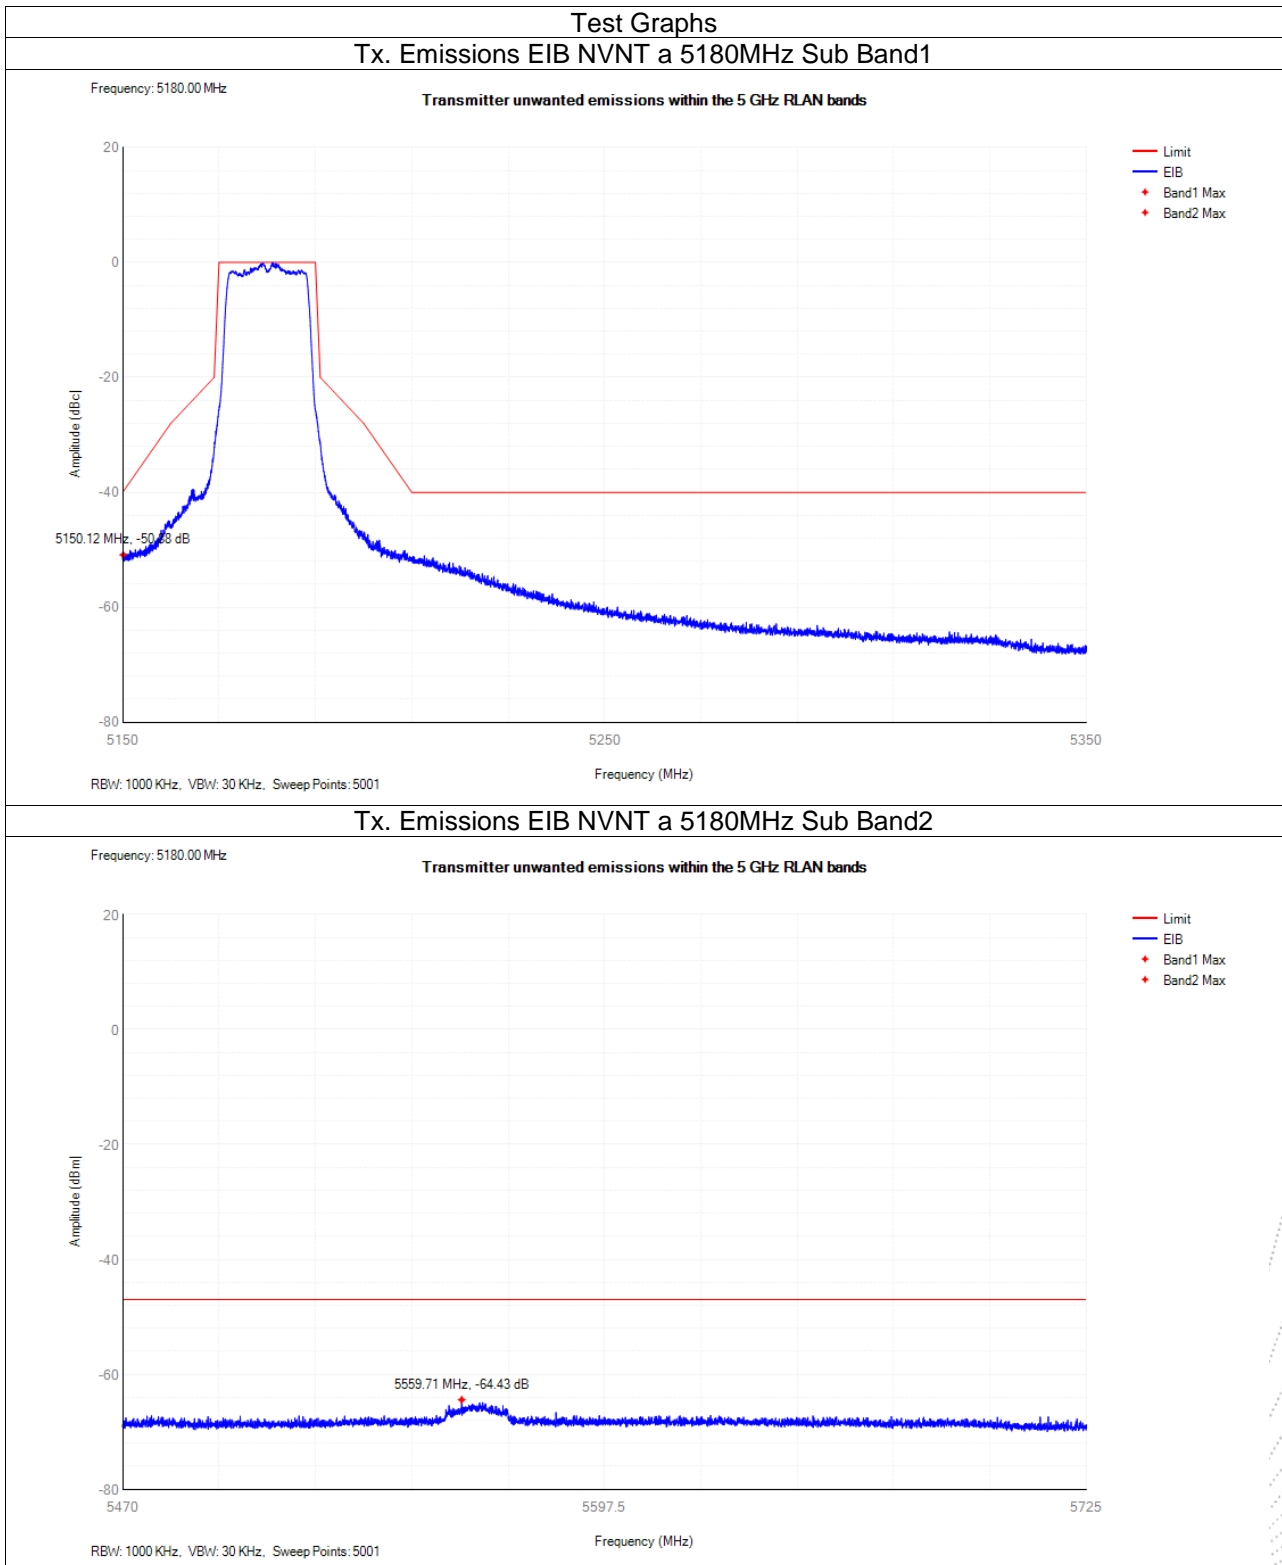 Test Graphs
Tx. Emissions EIB NVNT a 5180MHz Sub Band1
Frequency: 5180.00 MHz
Transmitter unwanted emissions within the 5 GHz RLAN bands
Limit
EIB
Band1 Max
Band2 Max
20
0
-20
-40
-60
-80
Amplitude (dBc)
5150.12 MHz, dB
5150
5250
5350
Frequency (MHz)
RBW: 1000 KHz, VBW: 30 KHz, Sweep Points: 5001
Tx. Emissions EIB NVNT a 5180MHz Sub Band2
Frequency: 5180.00 MHz
Transmitter unwanted emissions within the 5 GHz RLAN bands
Limit
EIB
Band1 Max
Band2 Max
20
0
-20
-40
-60
-80
Amplitude (dBm)
5559.71 MHz, -64.43 dB
5470
5597.5
5725
Frequency (MHz)
RBW: 1000 KHz, VBW: 30 KHz, Sweep Points: 5001